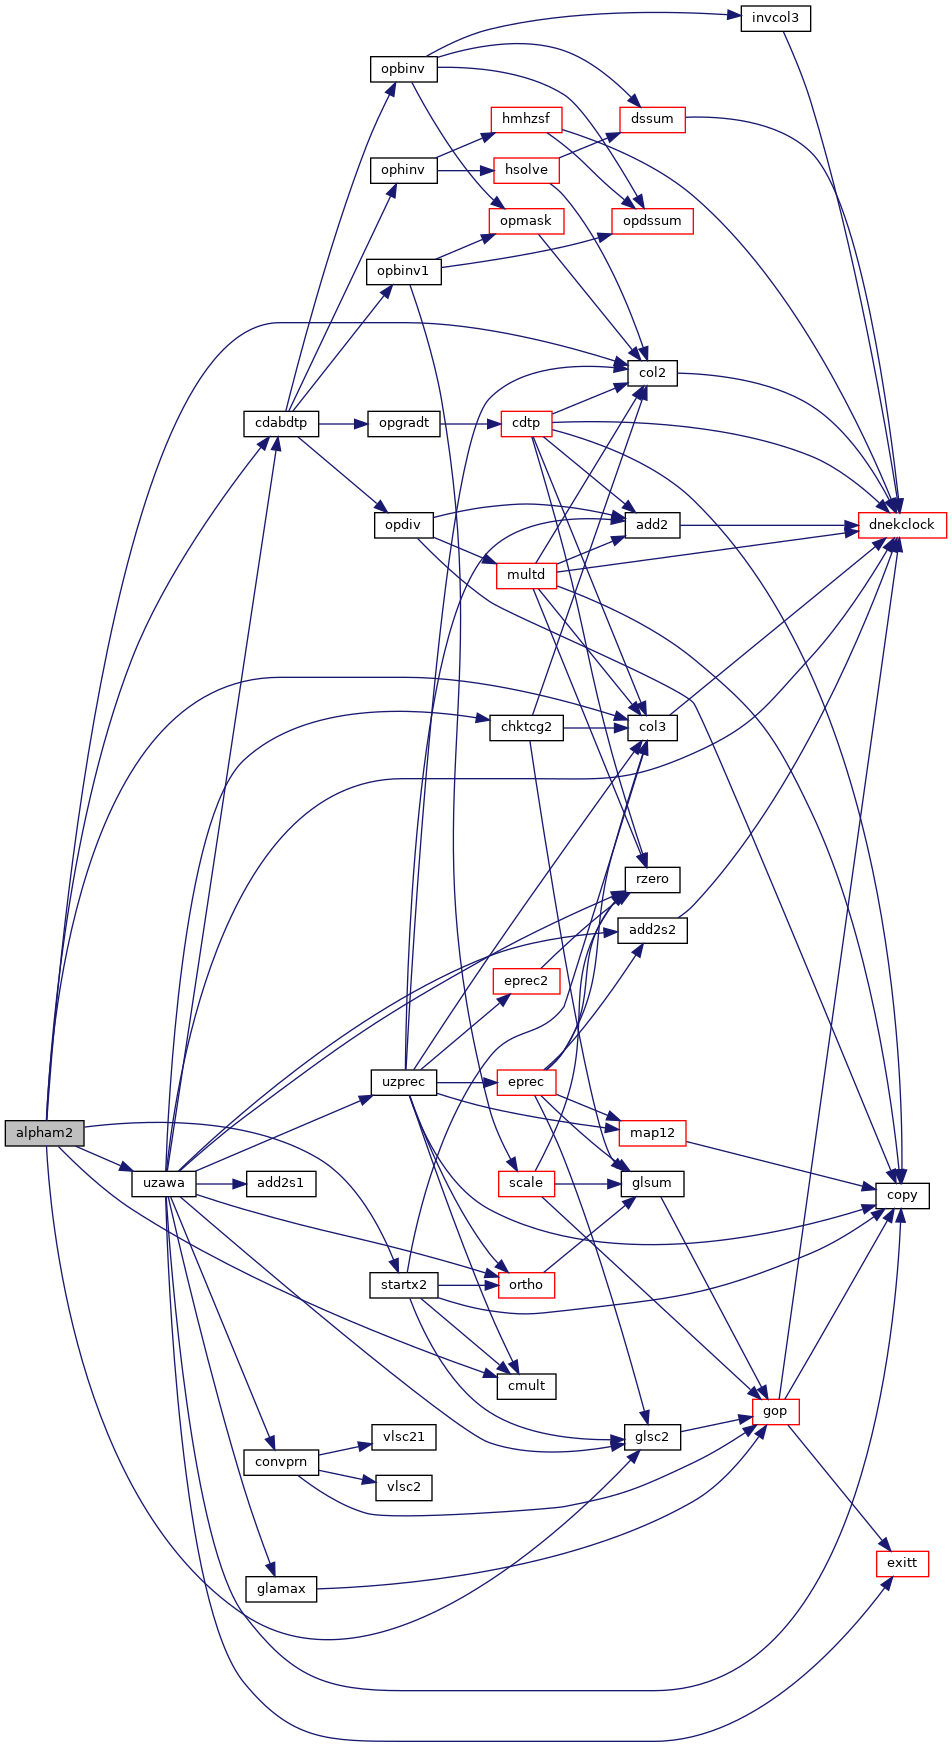 invcol3
opbinv
hmhzsf
dssum
ophinv
hsolve
opmask
opdssum
opbinv1
col2
cdabdtp
opgradt
cdtp
opdiv
add2
dnekclock
multd
chktcg2
col3
rzero
add2s2
eprec2
uzprec
eprec
alpham2
map12
uzawa
add2s1
scale
glsum
copy
startx2
ortho
cmult
vlsc21
gop
convprn
glsc2
vlsc2
exitt
glamax